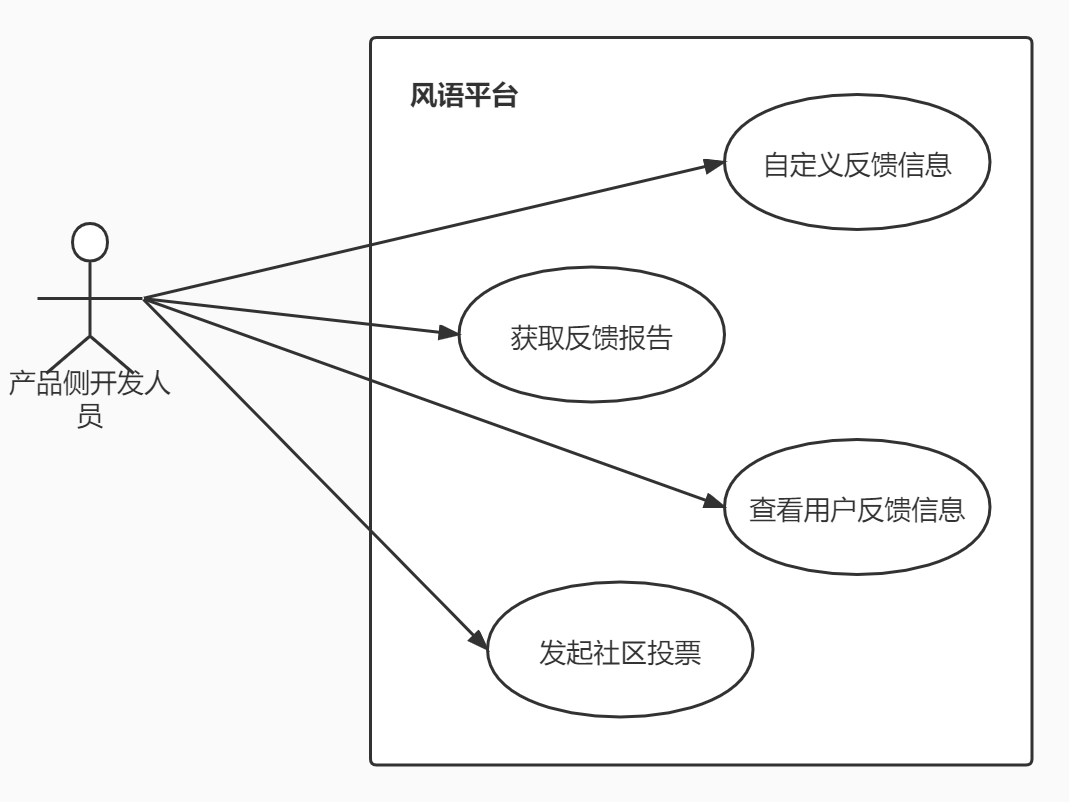 风语平台
自定义反馈信息
获取反馈报告
产品侧开发人
员
查看用户反馈信息
发起社区投票